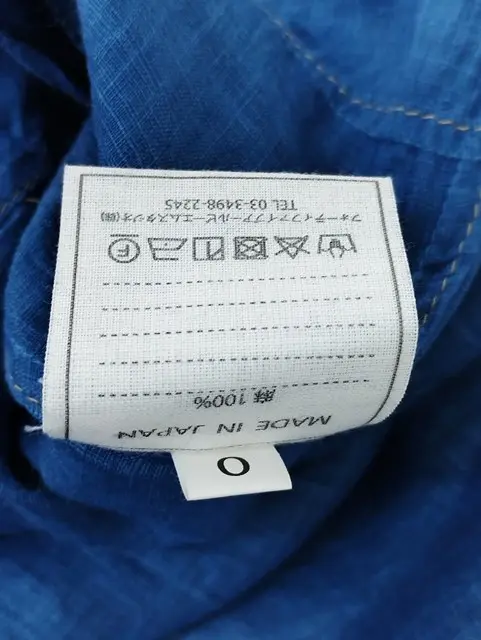 MADE IN JAPAN
麻 100%
フォーティファイブアールピーエムスタジオ(株)
TEL 03-3498-2245
0